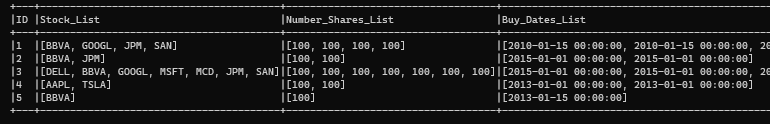 +---+----------------------------------------+-----------------------------------+--------------------------------------------
|ID |Stock_List                              |Number_Shares_List                 |Buy_Dates_List
+---+----------------------------------------+-----------------------------------+--------------------------------------------
|1  |[BBVA, GOOGL, JPM, SAN]                 |[100, 100, 100, 100]               |[2010-01-15 00:00:00, 2010-01-15 00:00:00, 20
|2  |[BBVA, JPM]                             |[100, 100]                         |[2015-01-01 00:00:00, 2015-01-01 00:00:00]
|3  |[DELL, BBVA, GOOGL, MSFT, MCD, JPM, SAN]|[100, 100, 100, 100, 100, 100, 100]|[2015-01-01 00:00:00, 2015-01-01 00:00:00, 20
|4  |[AAPL, TSLA]                            |[100, 100]                         |[2013-01-01 00:00:00, 2013-01-01 00:00:00]
|5  |[BBVA]                                  |[100]                              |[2013-01-15 00:00:00]
+---+----------------------------------------+-----------------------------------+--------------------------------------------